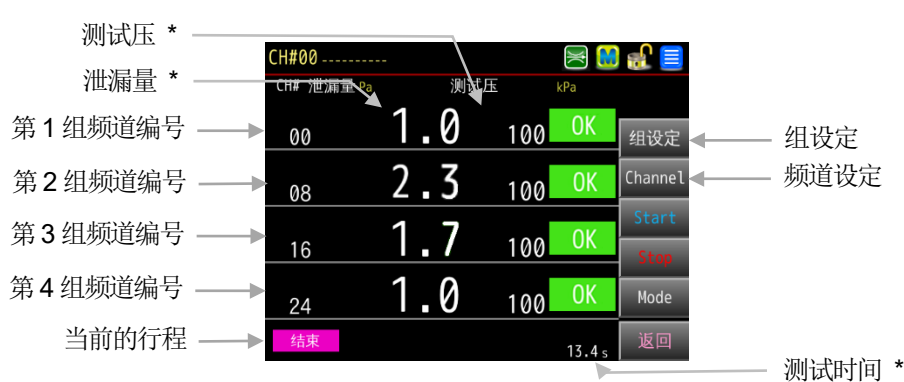 测试压 *
CH#00 ----------
泄漏量 *
CH# 泄漏量 Pa 测试压 kPa
第 1 组频道编号
00 1.0 100 OK
组设定
组设定
第 2 组频道编号
08 2.3 100 OK
Channel
频道设定
Start
第 3 组频道编号
16 1.7 100 OK
Stop
第 4 组频道编号
24 1.0 100 OK
Mode
当前的行程
结束
13.4 s
返回
测试时间 *